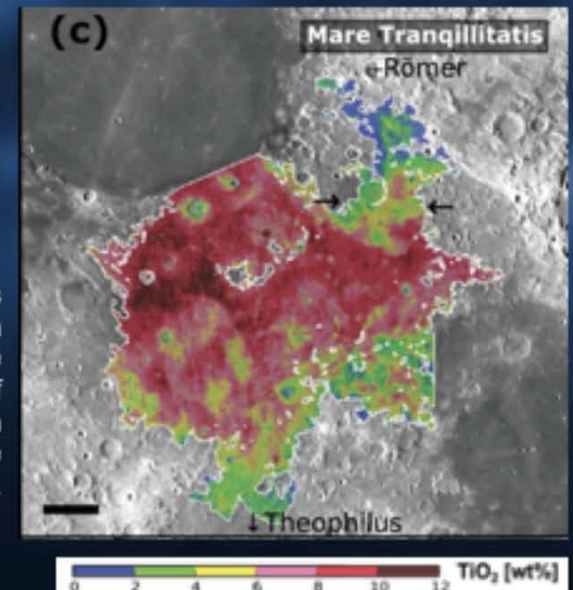 (c)
Mare Tranqillitatis
←Römer
→
←
↓Theophilus
TiO₂ [wt%]
0 2 4 6 8 10 12